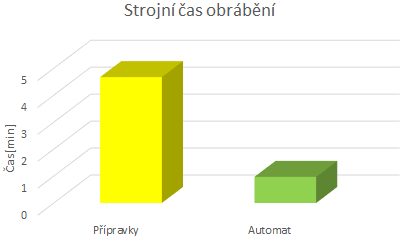 Strojní čas obrábění
Čas[min]
5
4
3
2
1
0
Přípravky
Automat